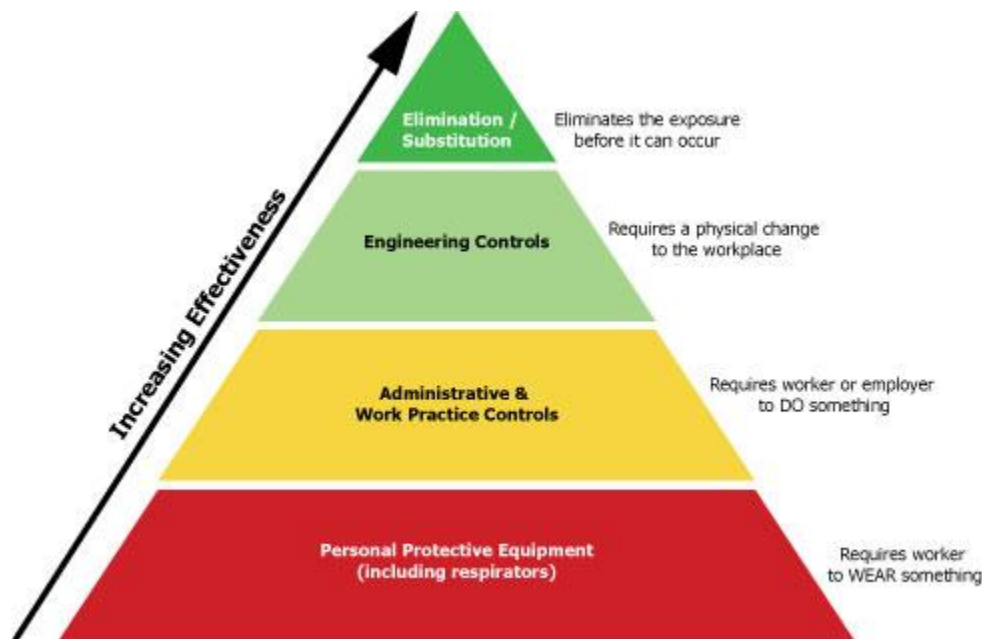 Elimination /
Substitution
Eliminates the exposure
before it can occur
Engineering Controls
Requires a physical change
to the workplace
Increasing Effectiveness
Administrative &
Work Practice Controls
Requires worker or employer
to DO something
Personal Protective Equipment
(including respirators)
Requires worker
to WEAR something